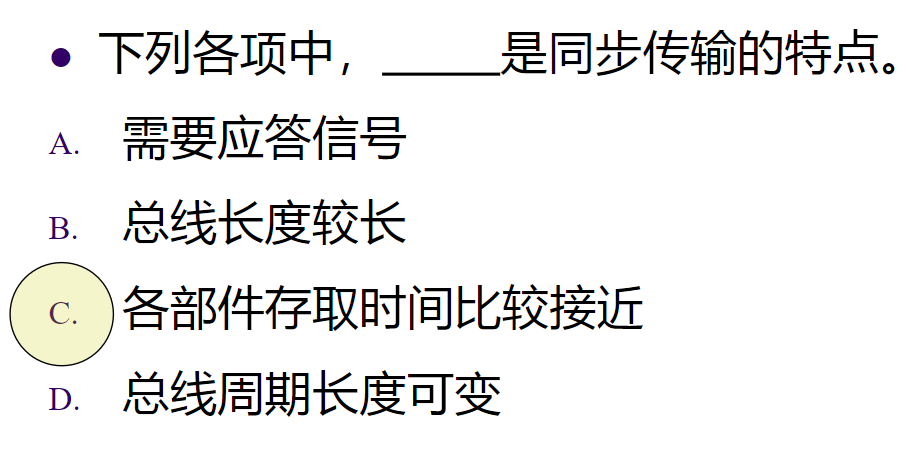 ● 下列各项中，_____是同步传输的特点。
A. 需要应答信号
B. 总线长度较长
C. 各部件存取时间比较接近
D. 总线周期长度可变